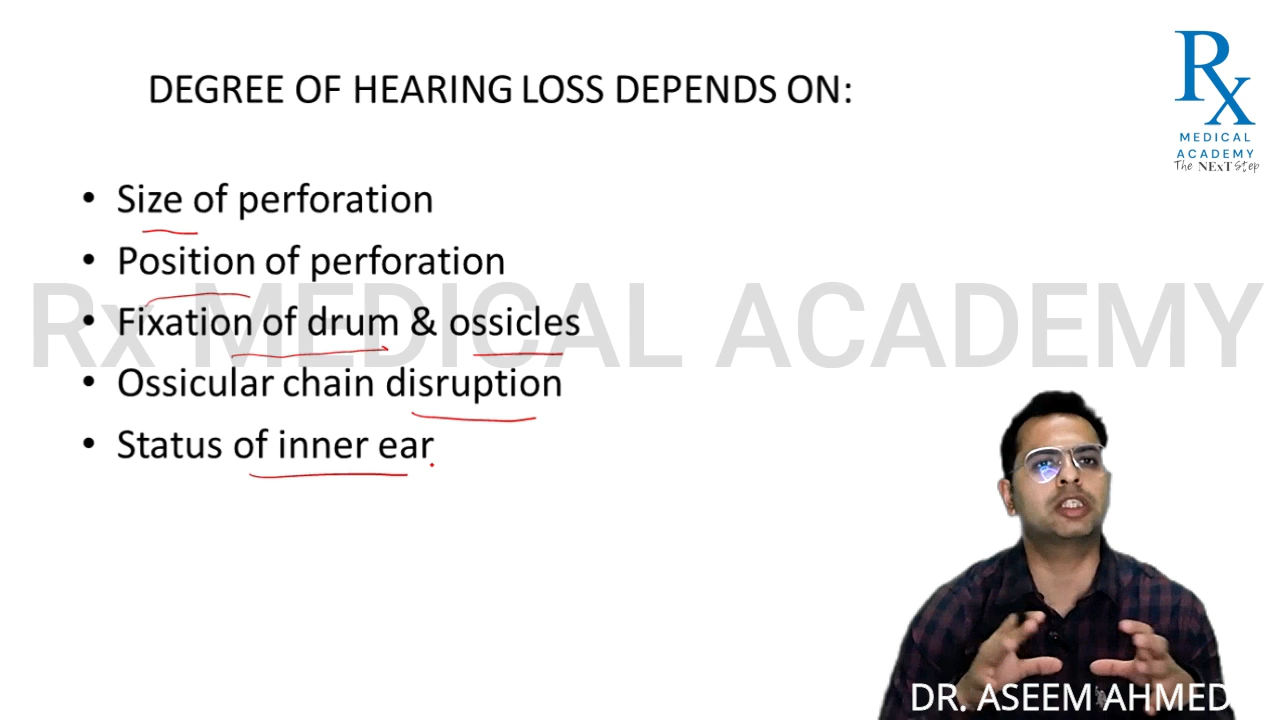 DEGREE OF HEARING LOSS DEPENDS ON:
Rx
MEDICAL
ACADEMY
The NExT Step
• Size of perforation
• Position of perforation
Rx MEDICAL ACADEMY
• Fixation of drum & ossicles
• Ossicular chain disruption
• Status of inner ear
DR. ASEEM AHMED